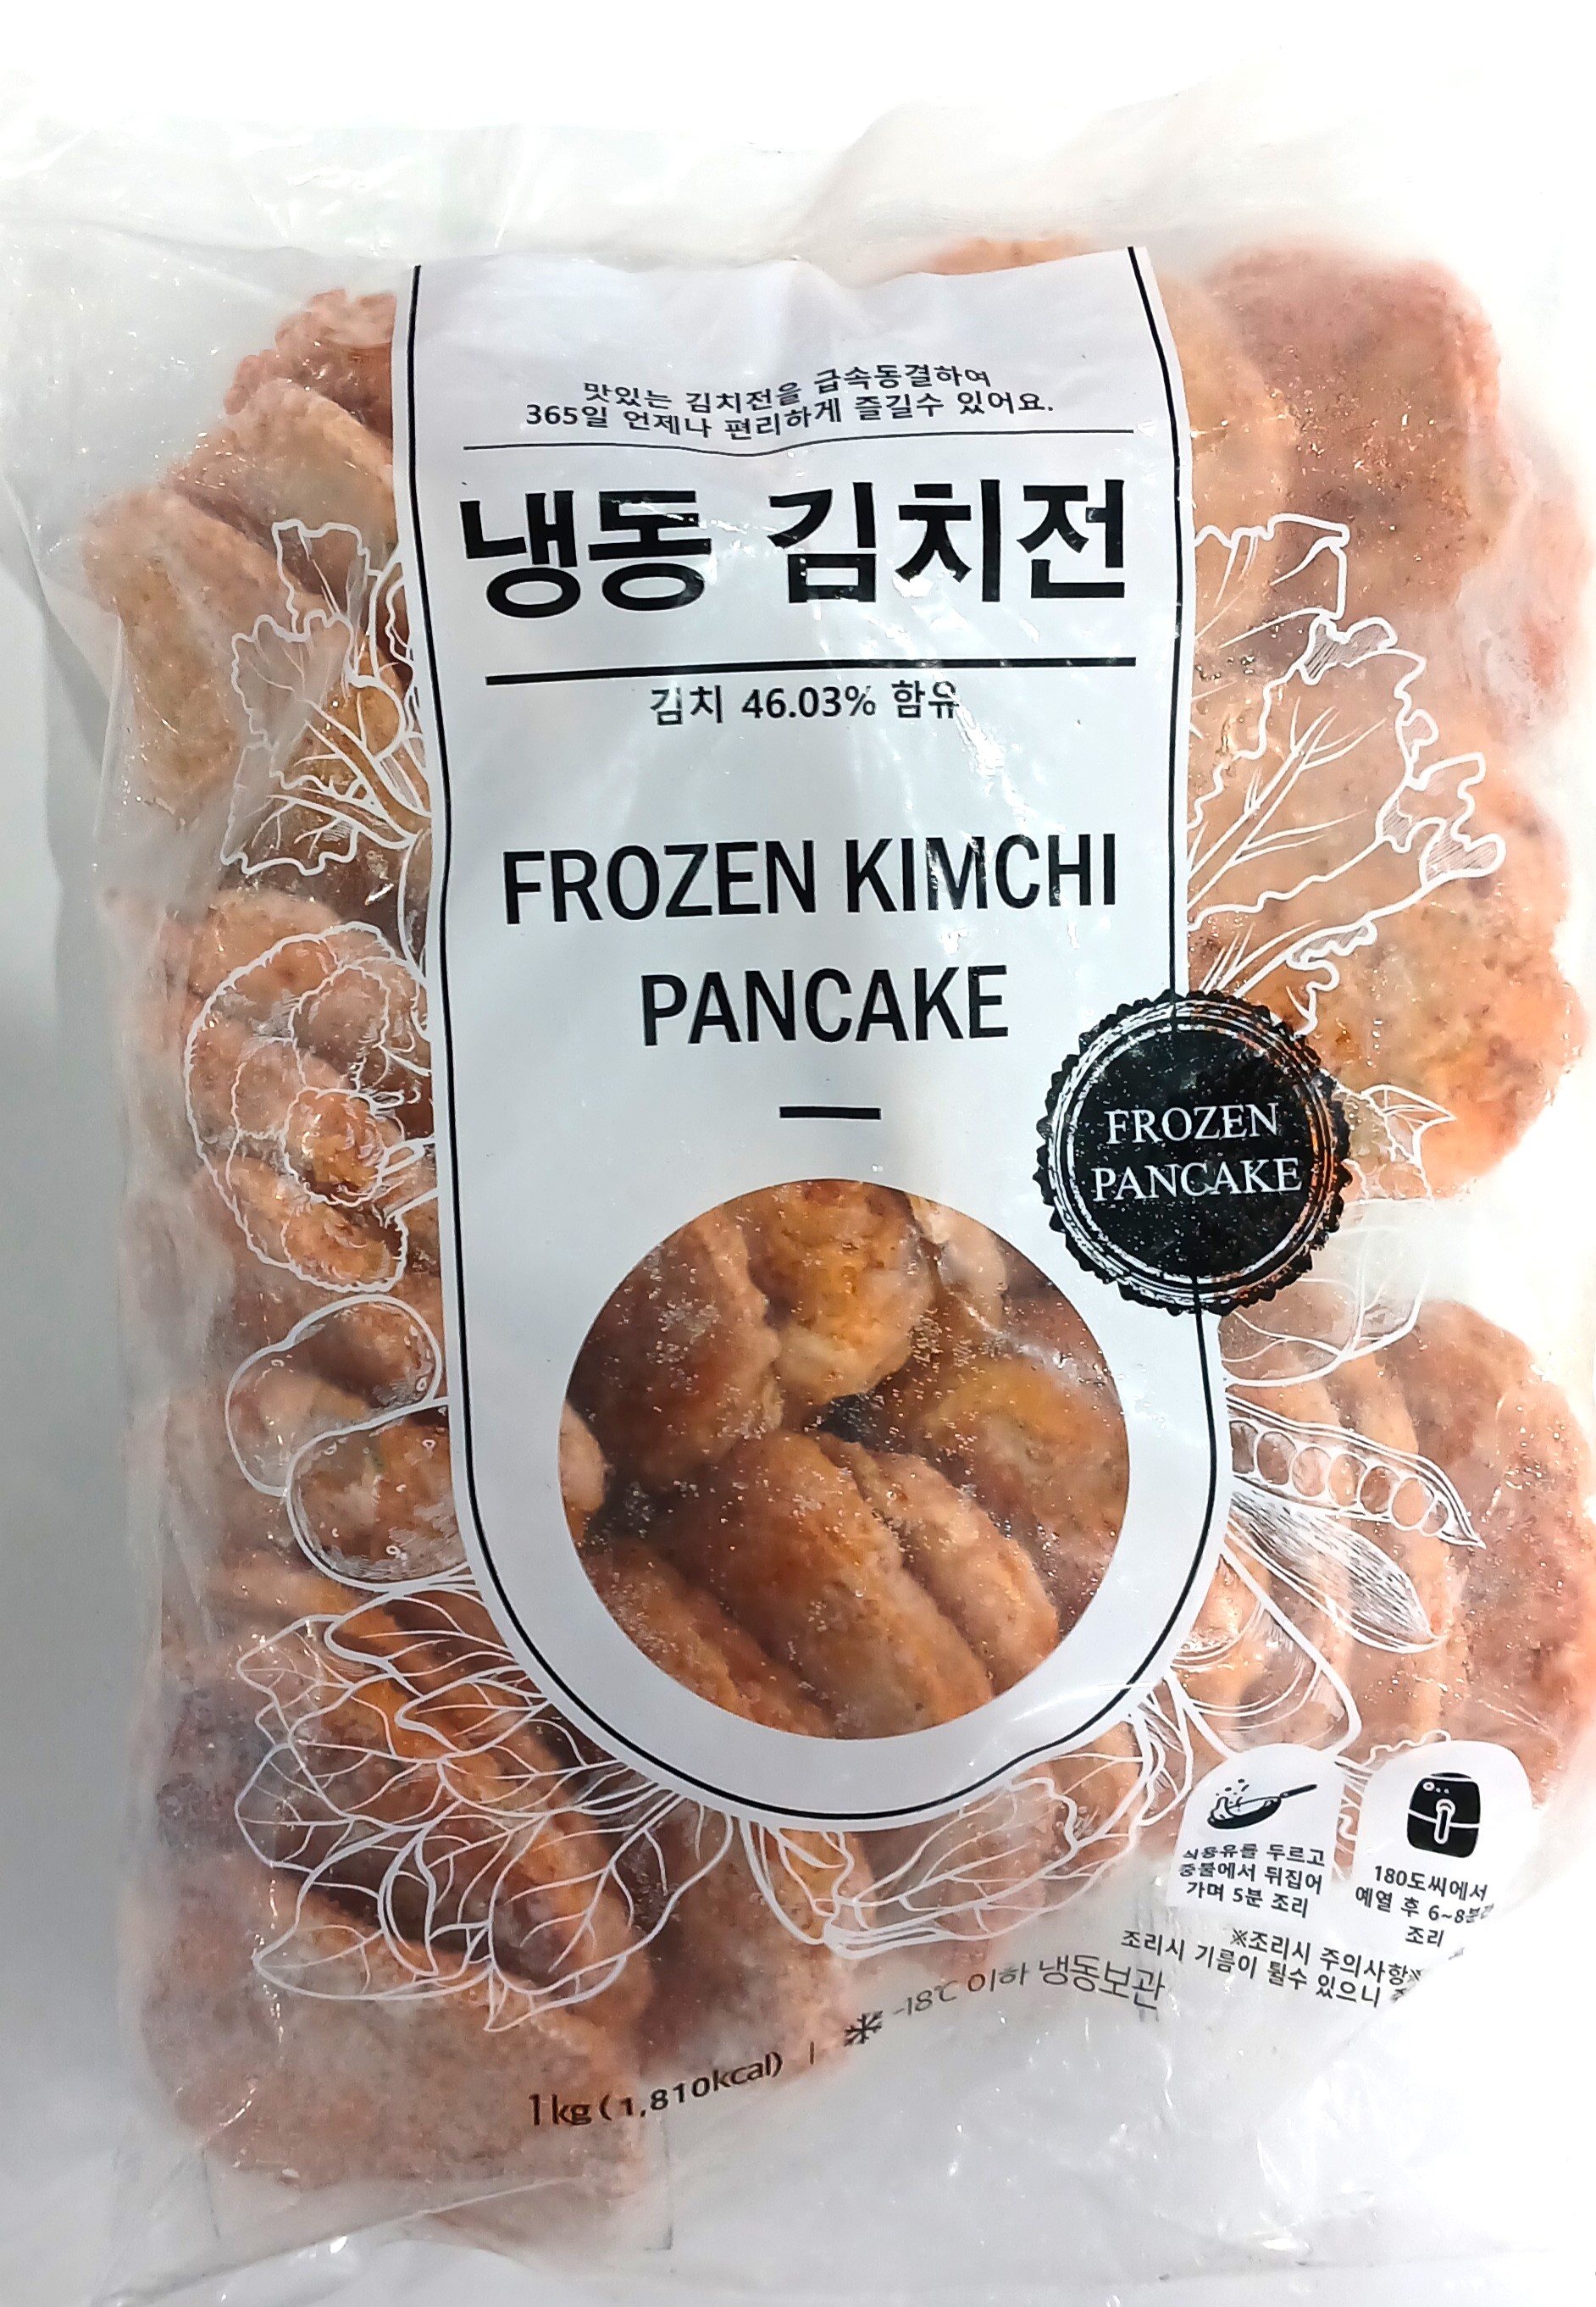 맛있는 김치전을 급속동결하여
365일 언제나 편리하게 즐길수 있어요.
냉동 김치전
김치 46.03% 함유
FROZEN KIMCHI
PANCAKE
FROZEN
PANCAKE
식용유를 두르고
중불에서 뒤집어
가며 5분 조리
180도씨에서
예열 후 6~8분간
조리
※조리시 주의사항※
조리시 기름이 튈수 있으니
1kg (1,810kcal) | -18℃ 이하 냉동보관